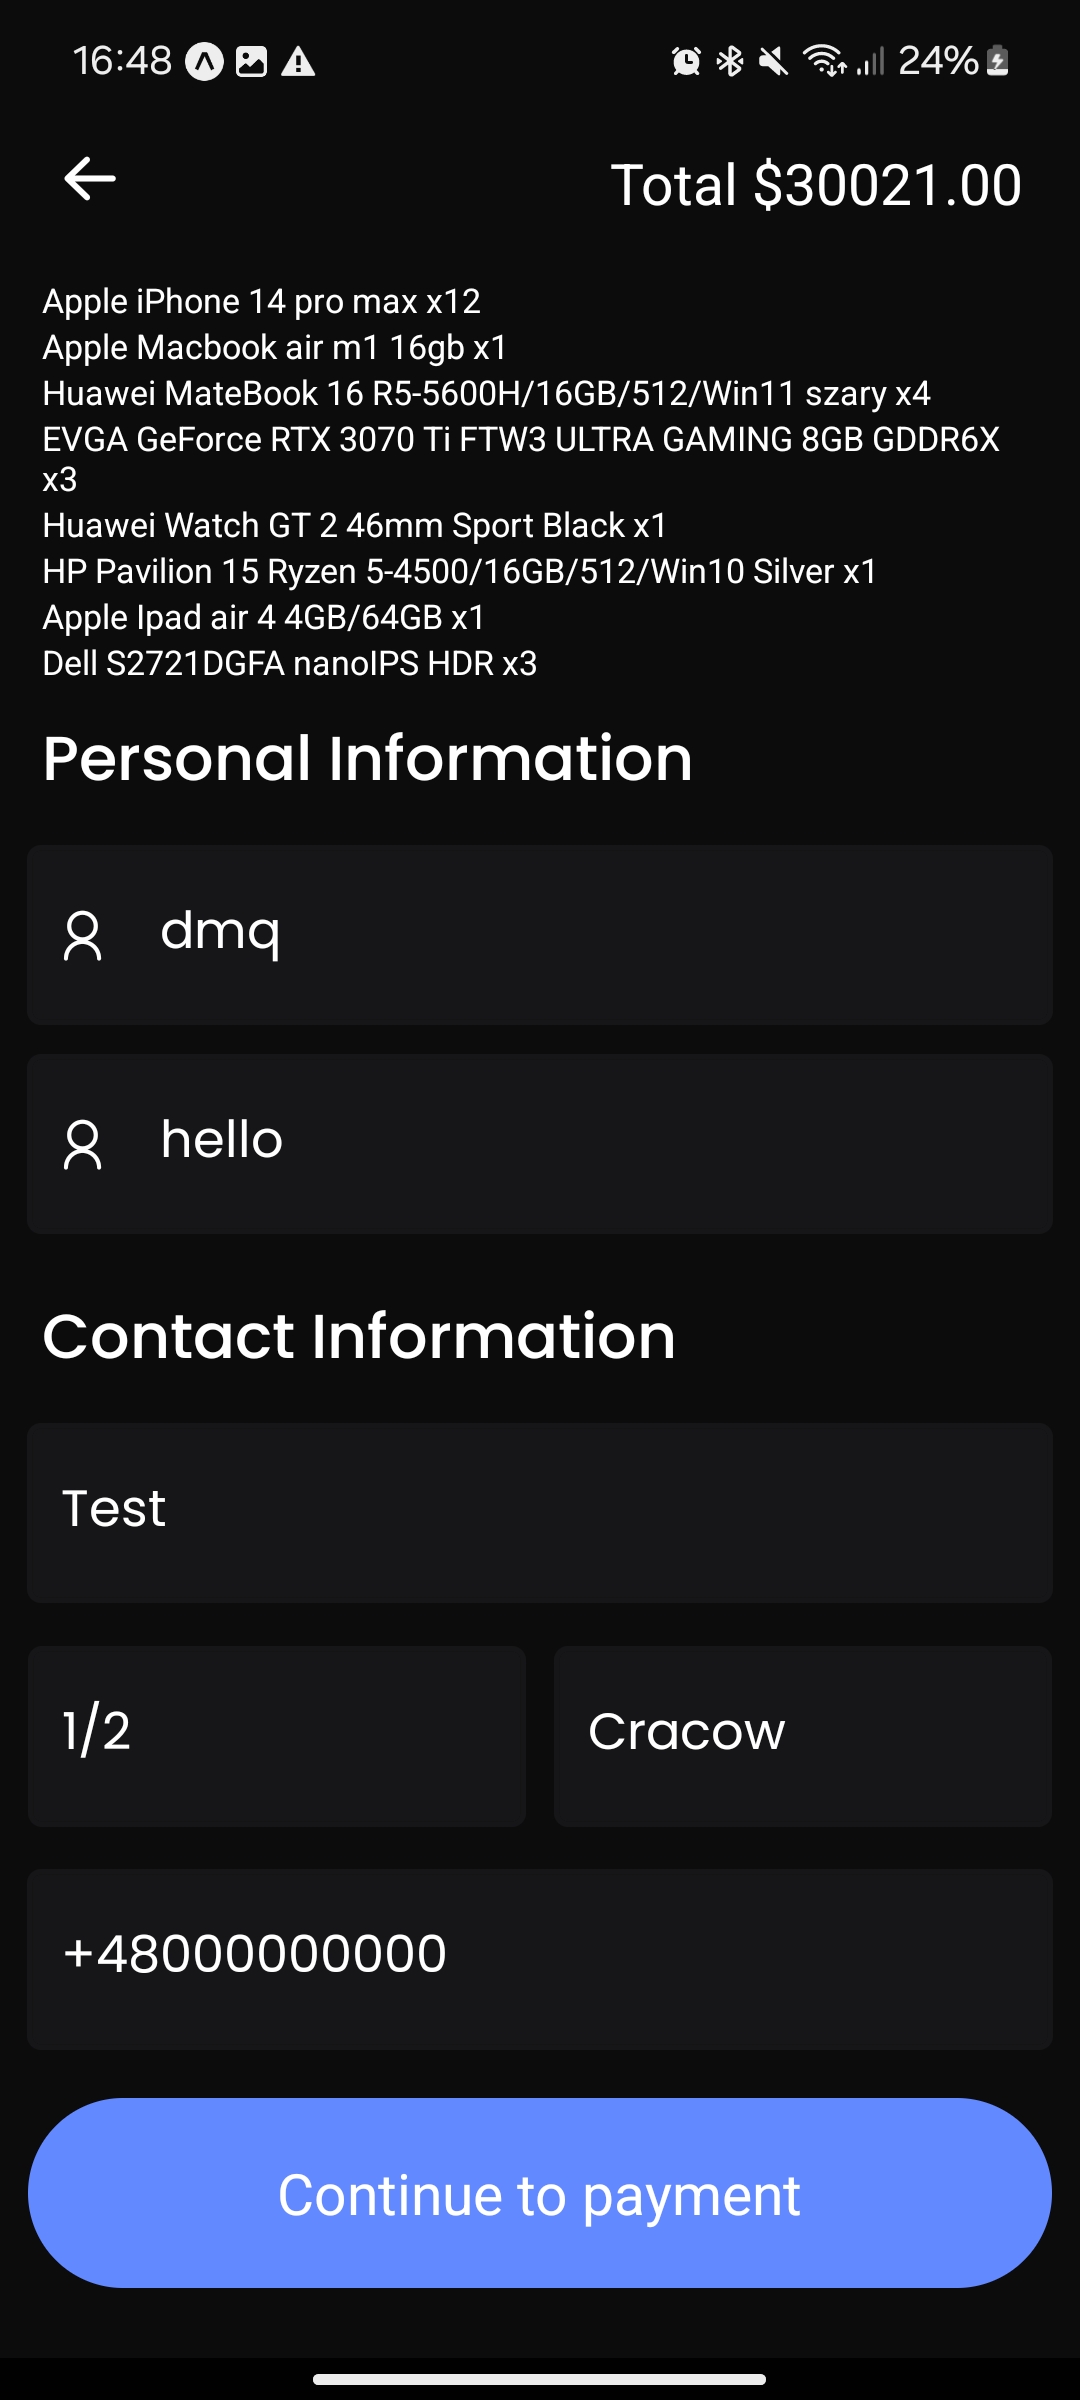 16:48
24%
Total $30021.00
Apple iPhone 14 pro max x12
Apple Macbook air m1 16gb x1
Huawei MateBook 16 R5-5600H/16GB/512/Win11 szary x4
EVGA GeForce RTX 3070 Ti FTW3 ULTRA GAMING 8GB GDDR6X
x3
Huawei Watch GT 2 46mm Sport Black x1
HP Pavilion 15 Ryzen 5-4500/16GB/512/Win10 Silver x1
Apple Ipad air 4 4GB/64GB x1
Dell S2721DGFA nanoIPS HDR x3
Personal Information
dmq
hello
Contact Information
Test
1/2
Cracow
+48000000000
Continue to payment